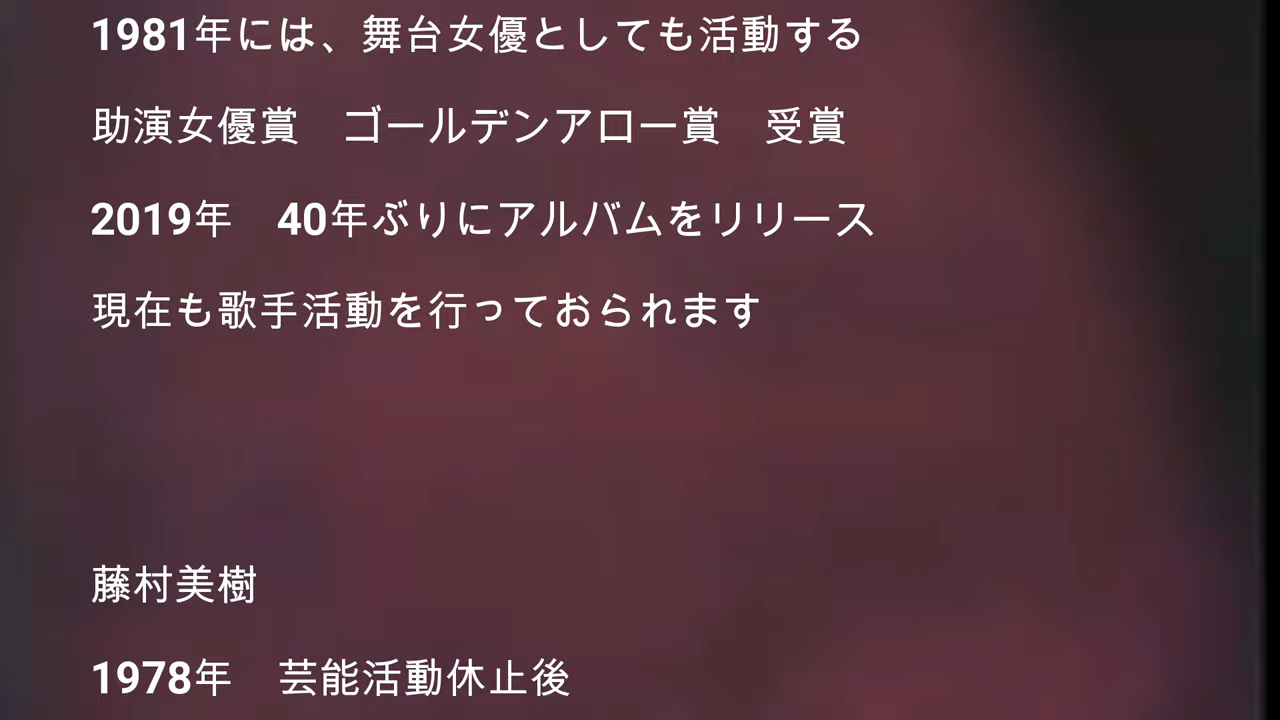 1981年には、舞台女優としても活動する
助演女優賞　ゴールデンアロー賞　受賞
2019年　40年ぶりにアルバムをリリース
現在も歌手活動を行っておられます
藤村美樹
1978年　芸能活動休止後